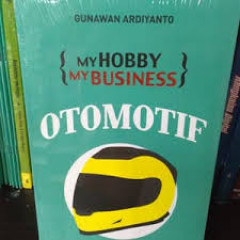 GUNAWAN ARDIYANTO
{MY HOBBY
MY BUSINESS}
OTOMOTIF